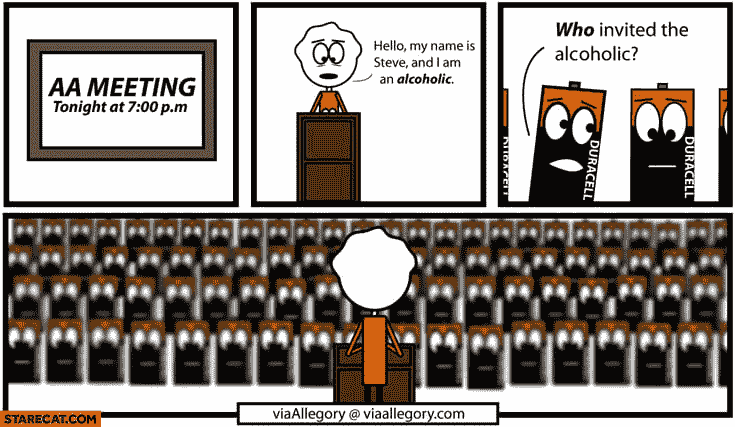 AA MEETING
Tonight at 7:00 p.m
Hello, my name is
Steve, and I am
an alcoholic.
Who invited the
alcoholic?
DURACELL
DURACELL
DURACELL
viaAllegory @ viaallegory.com
STARECAT.COM